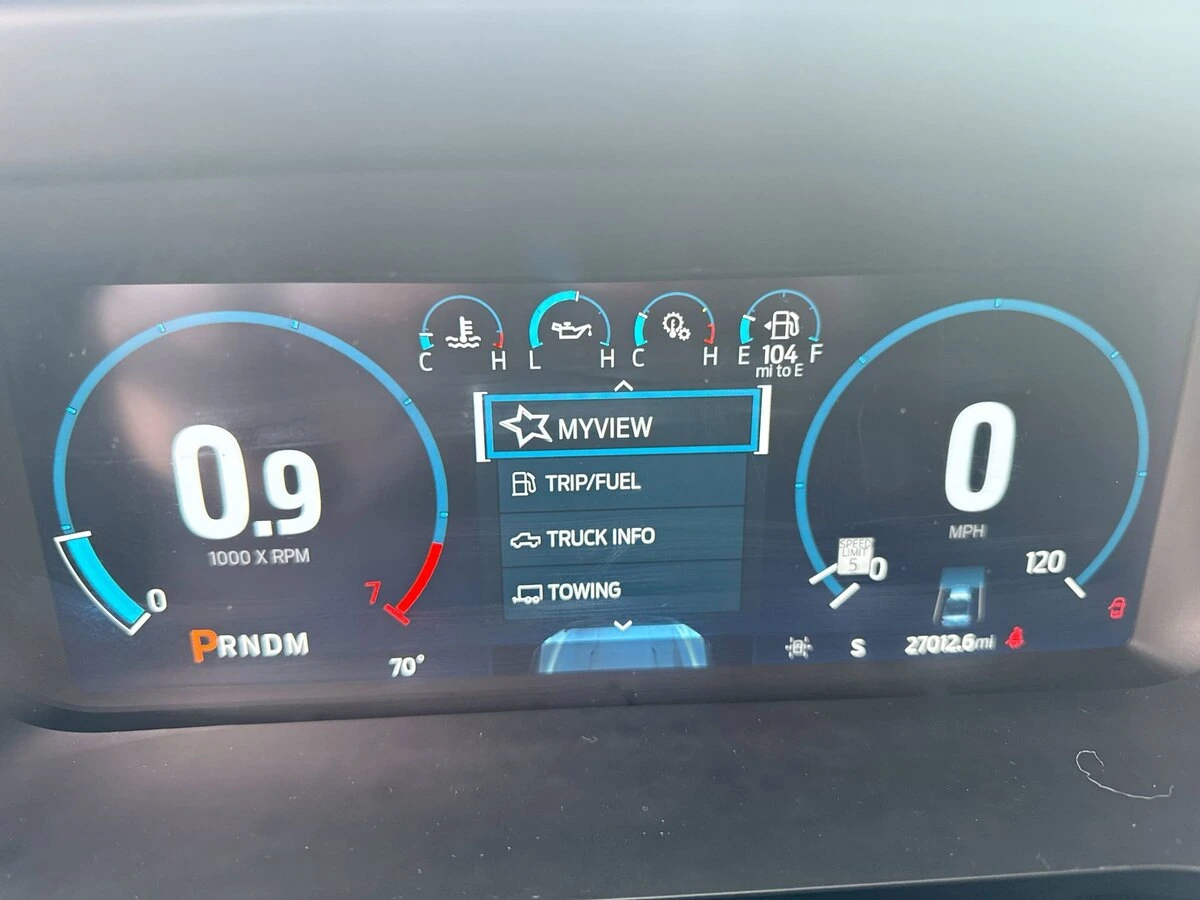 C H
L H
C H
E F
104
mi to E
MYVIEW
TRIP/FUEL
TRUCK INFO
TOWING
0.9
1000 X RPM
0
7
PRNDM
70°
0
MPH
SPEED
LIMIT
5
0
120
S
27012.6mi